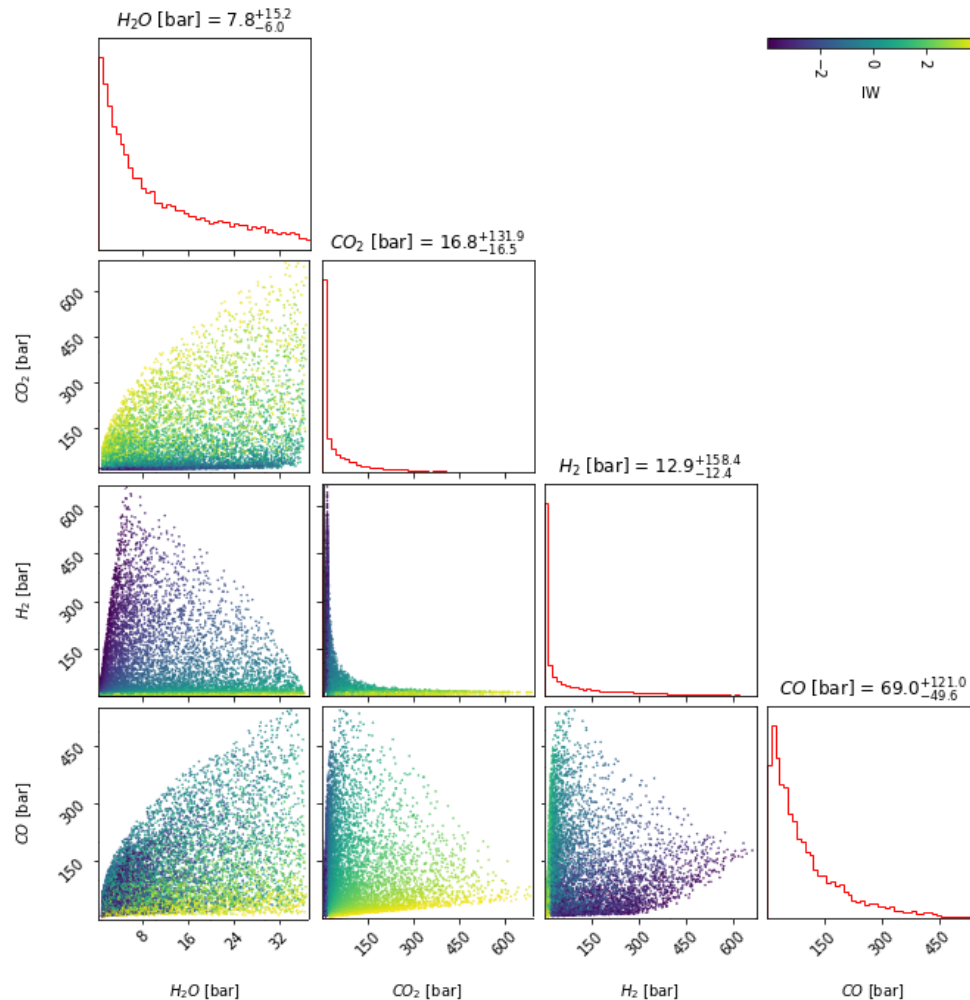 H₂O [bar] = 7.8⁺¹⁵·²₋₆.₀
−2 0 2
IW
CO₂ [bar] = 16.8⁺¹³¹·⁹₋₁₆.₅
600
450
300
150
CO₂ [bar]
H₂ [bar] = 12.9⁺¹⁵⁸·⁴₋₁₂.₄
600
450
300
150
H₂ [bar]
CO [bar] = 69.0⁺¹²¹·⁰₋₄₉.₆
450
300
150
CO [bar]
8 16 24 32
150 300 450 600
150 300 450 600
150 300 450
H₂O [bar]
CO₂ [bar]
H₂ [bar]
CO [bar]